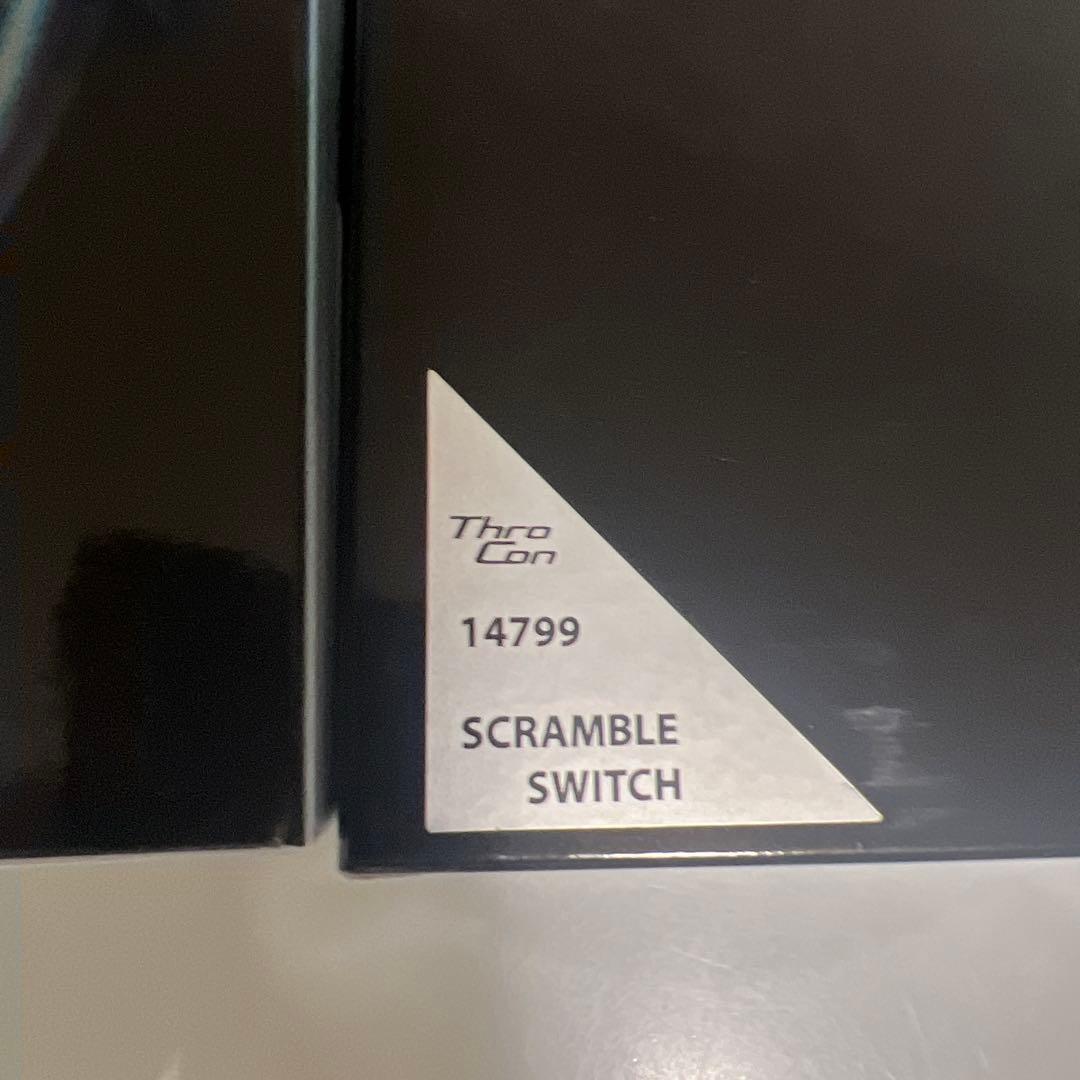 Thro
Con
14799
SCRAMBLE
SWITCH